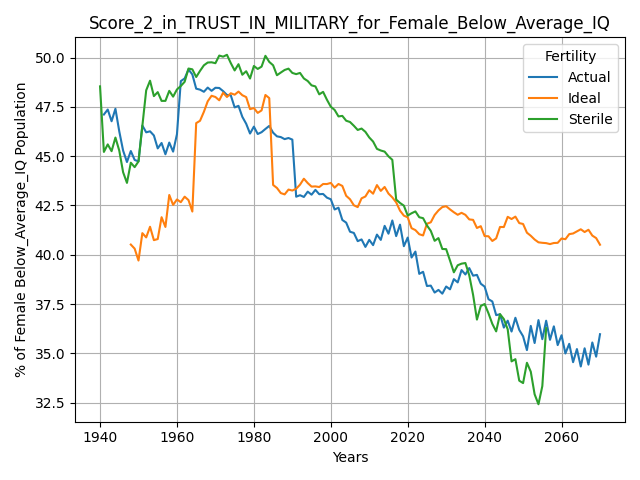 Score_2_in_TRUST_IN_MILITARY_for_Female_Below_Average_IQ
% of Female Below_Average_IQ Population
50.0
47.5
45.0
42.5
40.0
37.5
35.0
32.5
Fertility
Actual
Ideal
Sterile
1940
1960
1980
2000
2020
2040
2060
Years